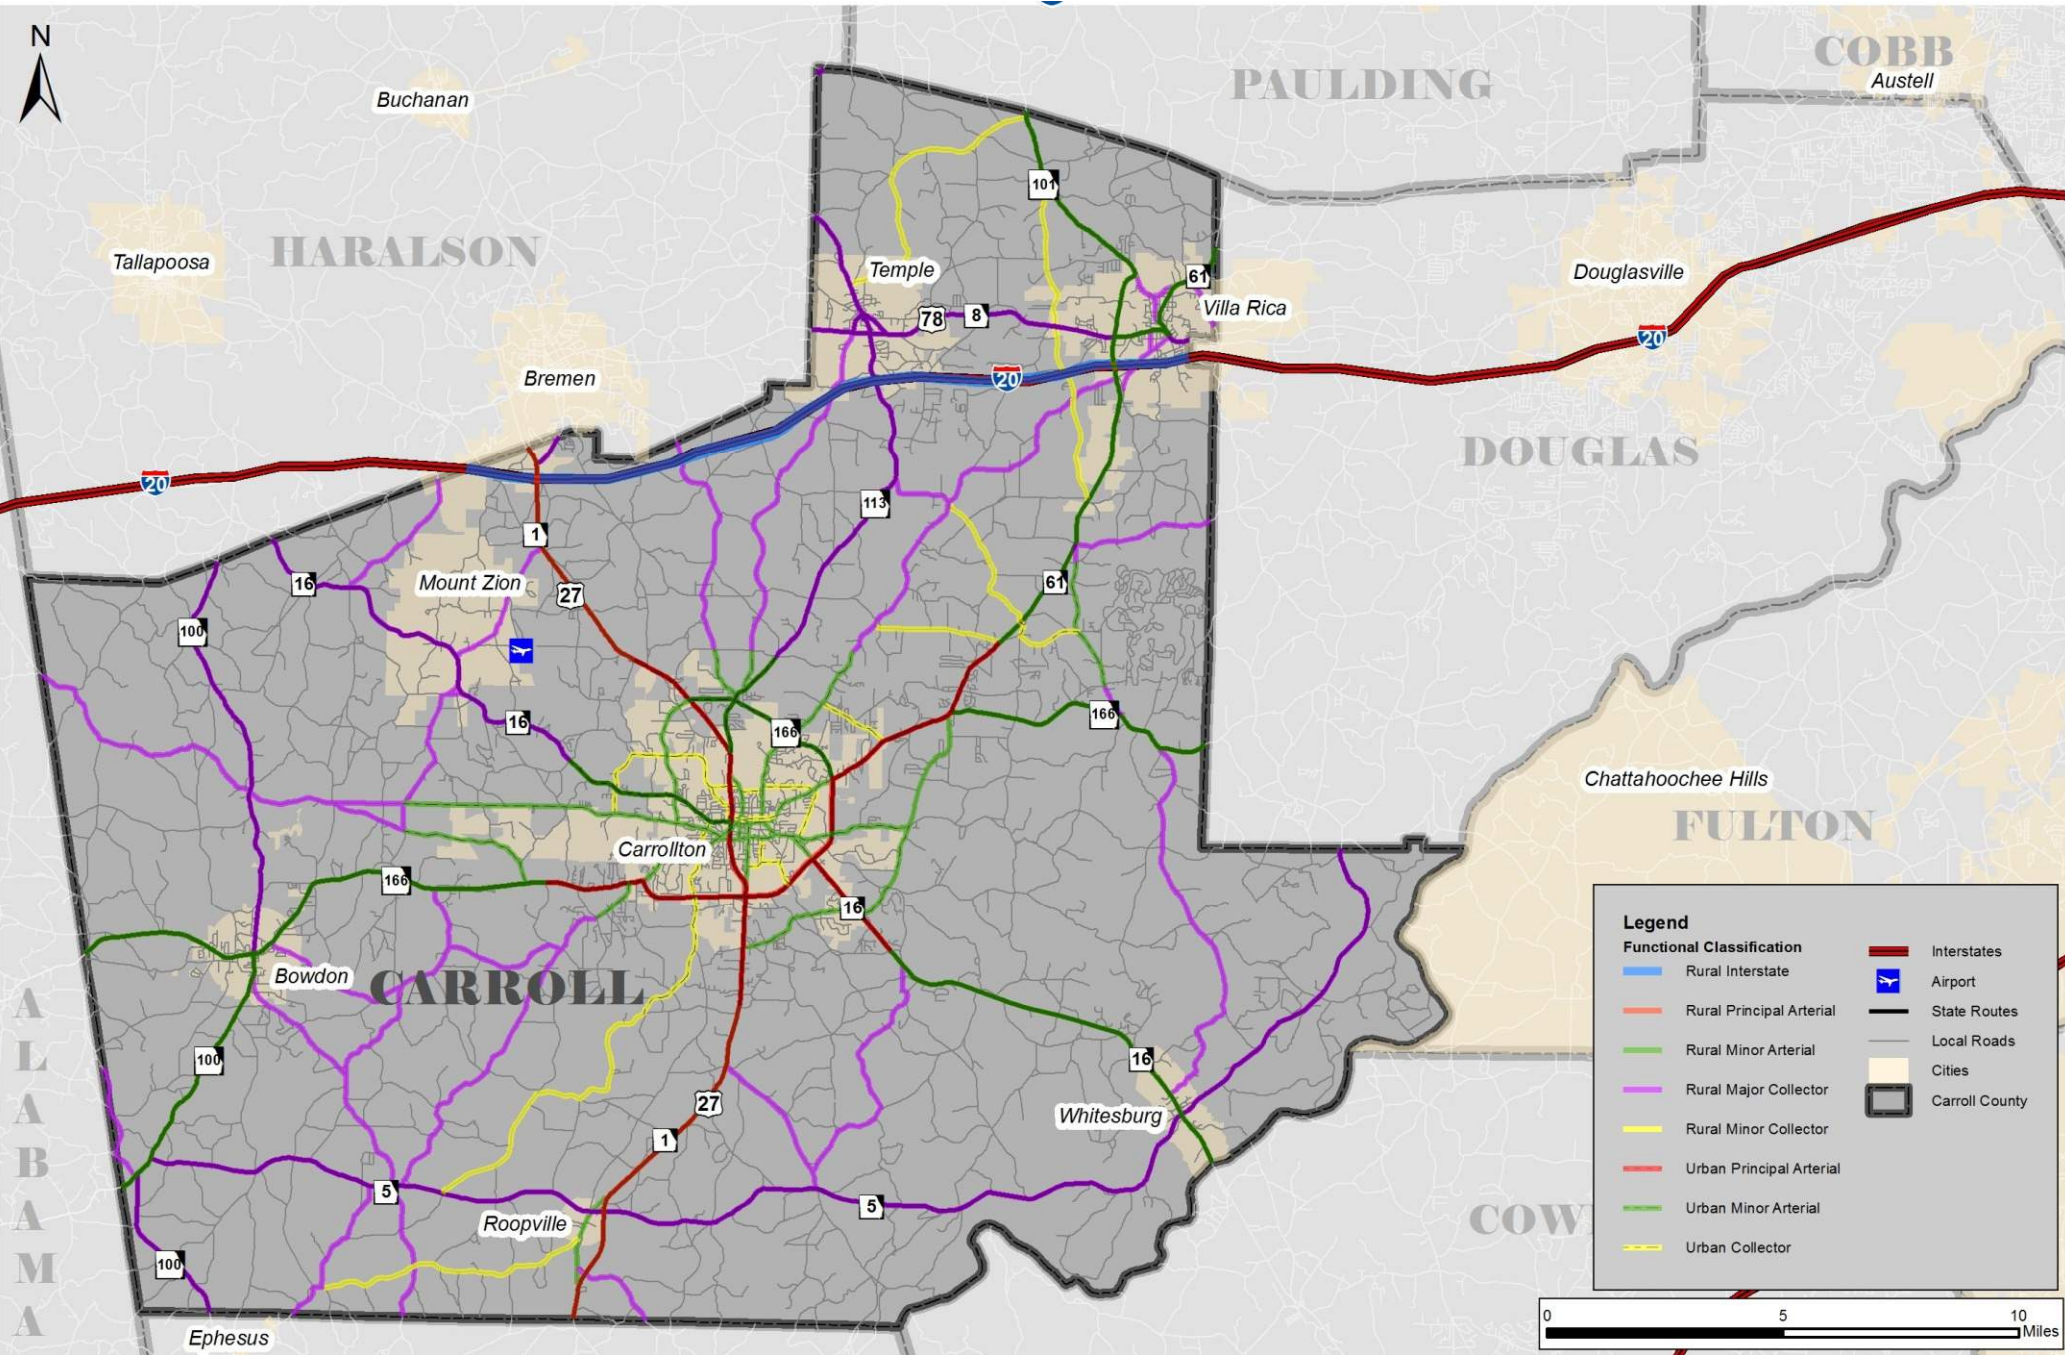 N
COBB
Austell
PAULDING
Buchanan
101
HARALSON
Tallapoosa
Temple
61
Douglasville
Villa Rica
78
8
20
Bremen
20
DOUGLAS
20
113
1
16
Mount Zion
27
61
100
16
166
166
Chattahoochee Hills
FULTON
Carrollton
166
16
Bowdon
CARROLL
100
16
27
Whitesburg
1
5
5
Roopville
COW
100
Ephesus
A
L
A
B
A
M
A
Legend
Functional Classification
Rural Interstate
Rural Principal Arterial
Rural Minor Arterial
Rural Major Collector
Rural Minor Collector
Urban Principal Arterial
Urban Minor Arterial
Urban Collector
Interstates
Airport
State Routes
Local Roads
Cities
Carroll County
0 5 10
Miles